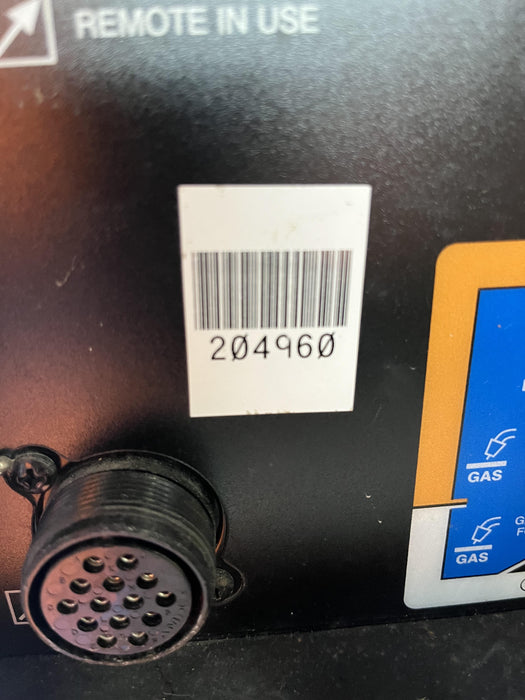 REMOTE IN USE
204960
GAS
GAS